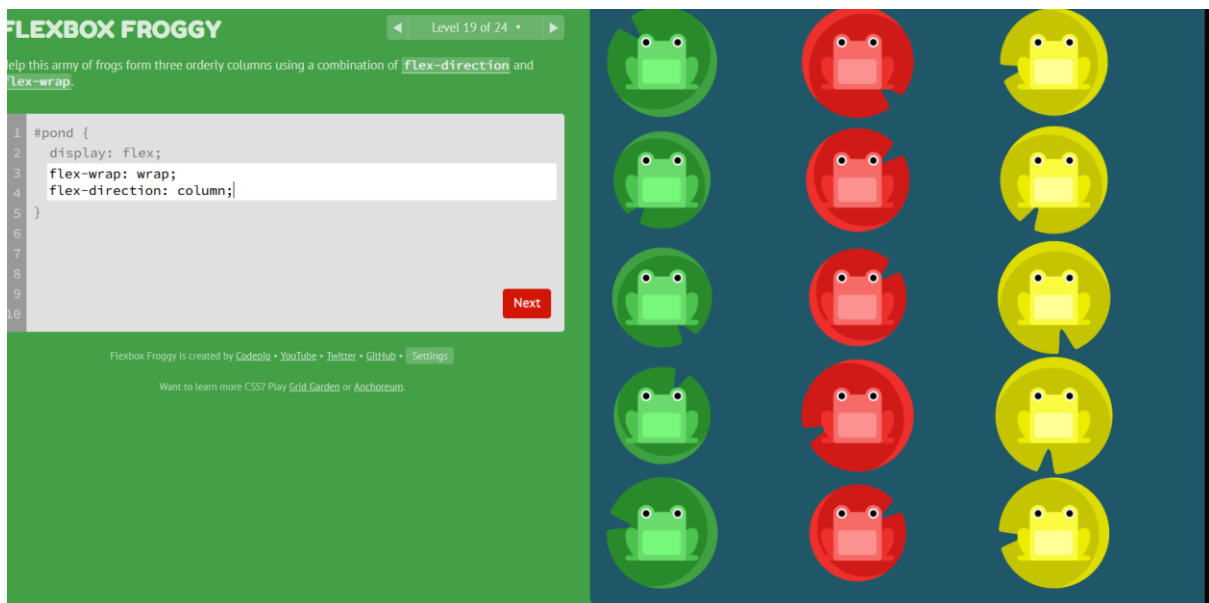 FLEXBOX FROGGY
◀ Level 19 of 24 ▾ ▶
elp this army of frogs form three orderly columns using a combination of flex-direction and
flex-wrap.
1 #pond {
2 display: flex;
3 flex-wrap: wrap;
4 flex-direction: column;
5 }
6
7
8
9
10
Next
Flexbox Froggy is created by Codepip • YouTube • Twitter • GitHub • Settings
Want to learn more CSS? Play Grid Garden or Anchoreum.